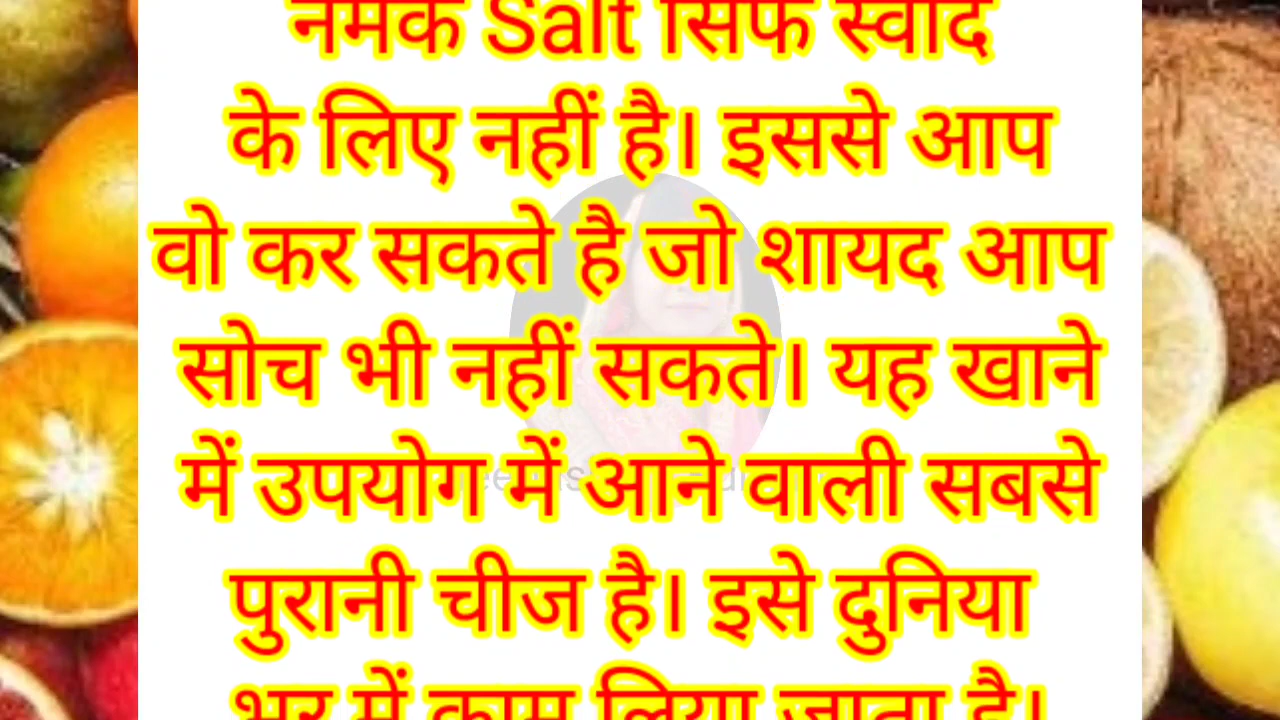 नमक Salt सिर्फ स्वाद
के लिए नहीं है। इससे आप
वो कर सकते है जो शायद आप
सोच भी नहीं सकते। यह खाने
में उपयोग में आने वाली सबसे
पुरानी चीज है। इसे दुनिया
भर में काम लिया जाता है।